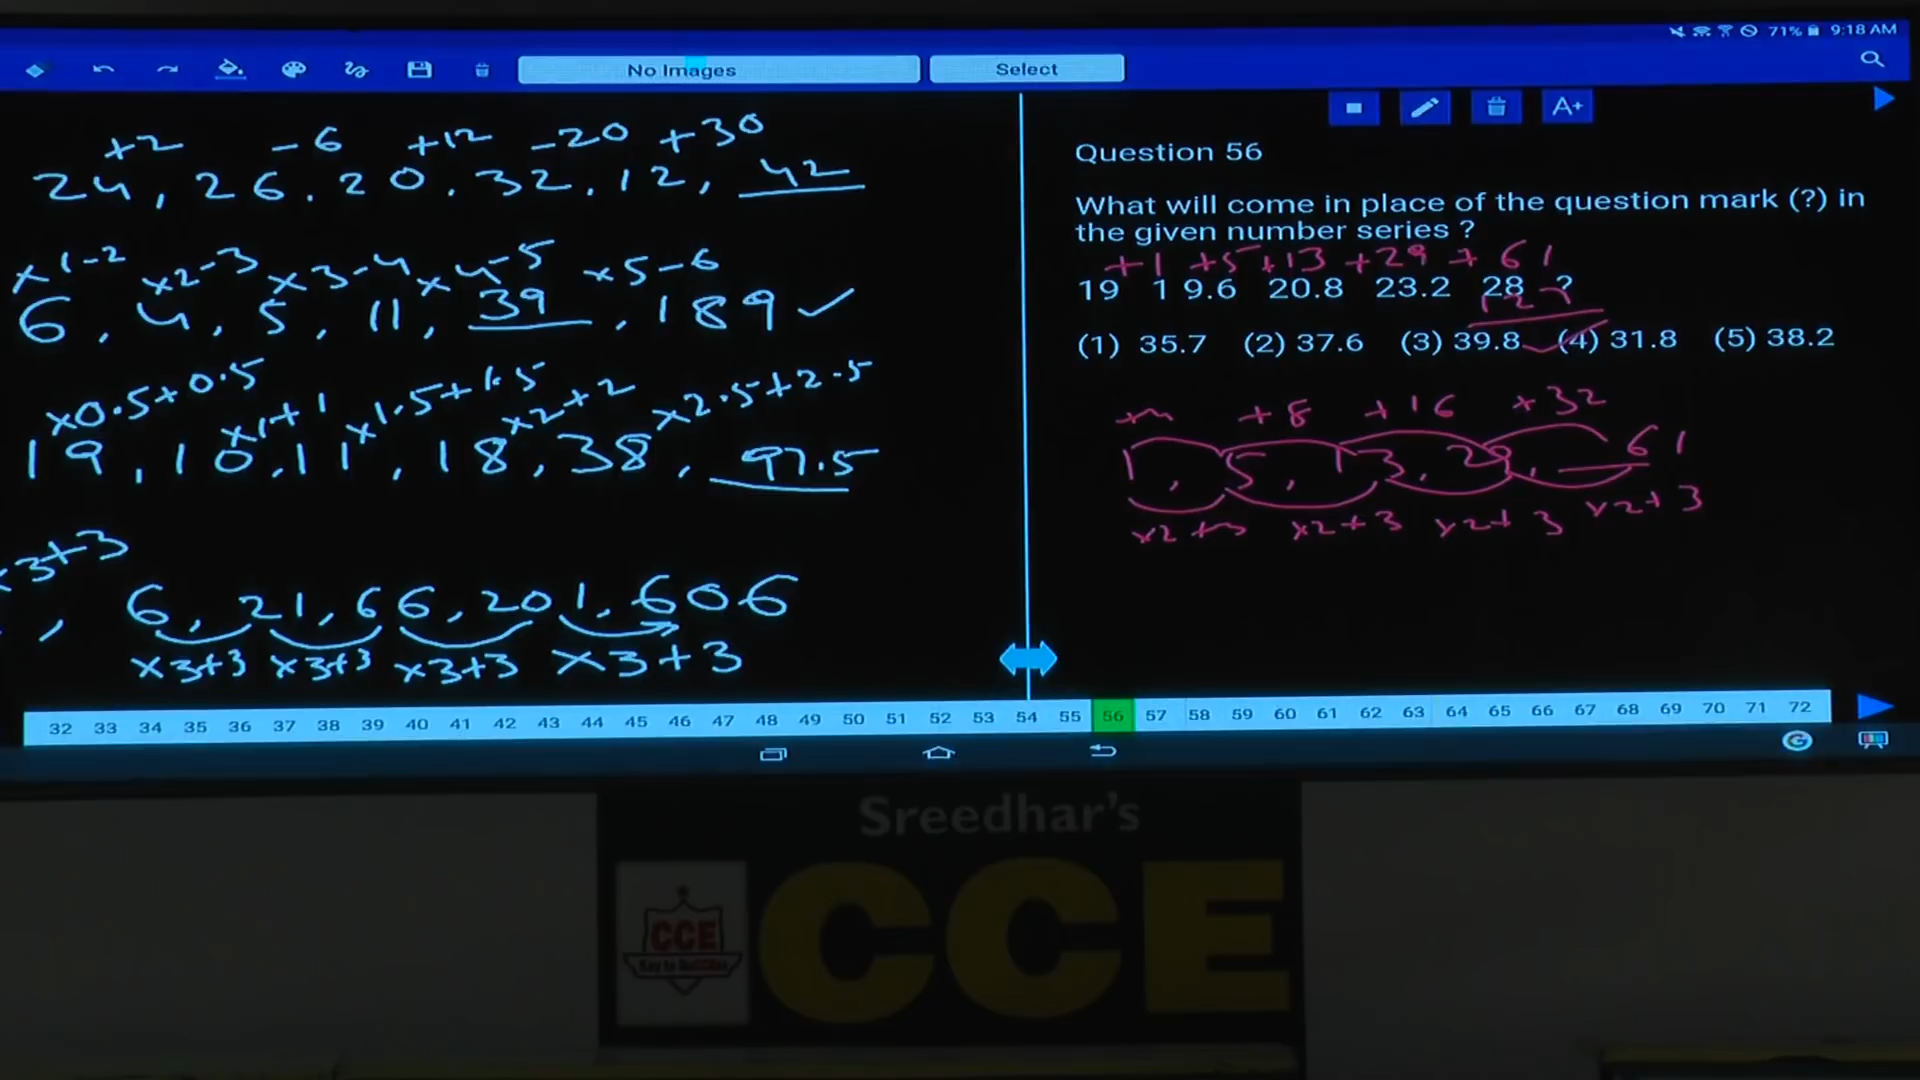 71% 9:18 AM
No Images Select
A+
+2 -6 +12 -20 +30
24, 26, 20, 32, 12, 42
×1-2 ×2-3 ×3-4 ×4-5 ×5-6
6, 4, 5, 11, 39, 189 ✓
×0.5+0.5 ×1+1 ×1.5+1.5 ×2+2 ×2.5+2.5
19, 10, 11, 18, 38, 97.5
×3+3
, 6, 21, 66, 201, 606
×3+3 ×3+3 ×3+3 ×3+3
Question 56
What will come in place of the question mark (?) in
the given number series ?
+1 +5 +13 +29 + 61
19 1 9.6 20.8 23.2 28 ?
(1) 35.7 (2) 37.6 (3) 39.8 (4) 31.8 (5) 38.2
+8 +16 +32
1, 5, 13, 29, 61
×2+3 ×2+3 ×2+3 ×2+3
32 33 34 35 36 37 38 39 40 41 42 43 44 45 46 47 48 49 50 51 52 53 54 55 56 57 58 59 60 61 62 63 64 65 66 67 68 69 70 71 72
G
Sreedhar's
CCE
CCE